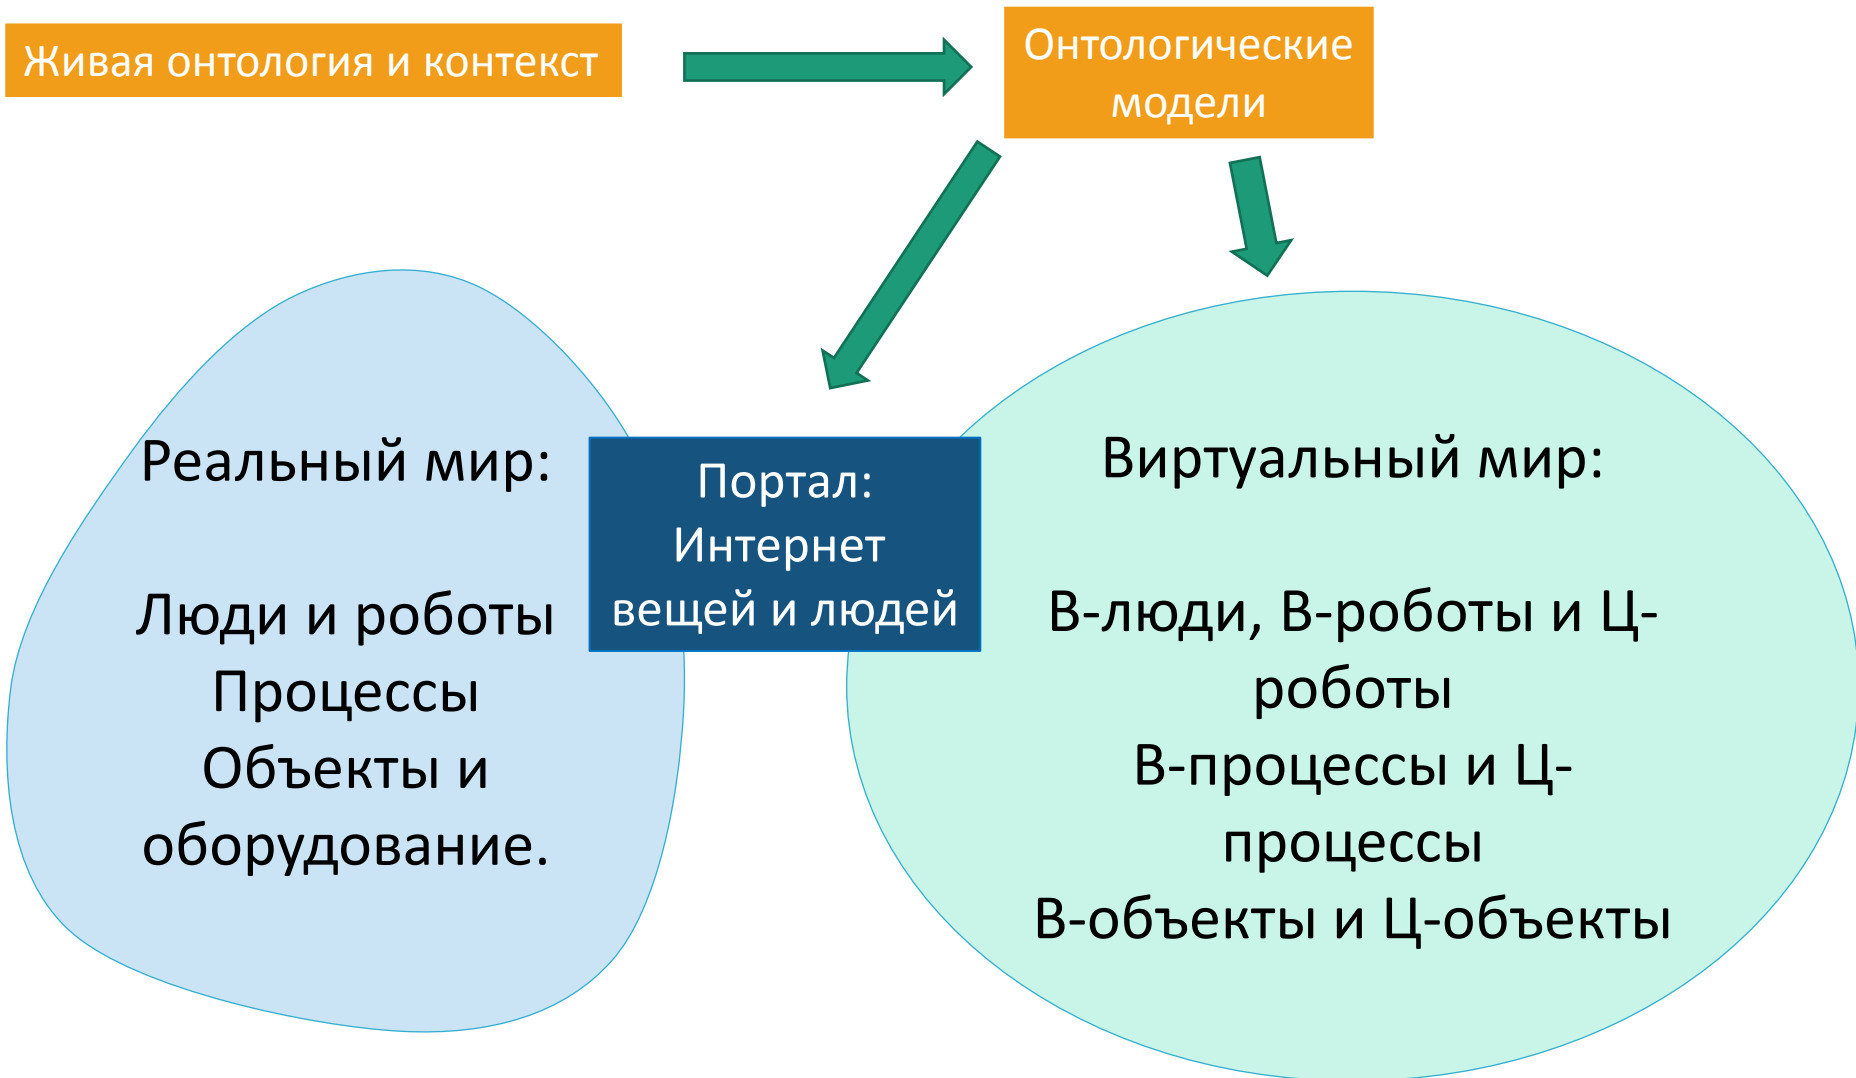 Живая онтология и контекст
Онтологические
модели
Реальный мир:
Люди и роботы
Процессы
Объекты и
оборудование.
Портал:
Интернет
вещей и людей
Виртуальный мир:
В-люди, В-роботы и Ц-
роботы
В-процессы и Ц-
процессы
В-объекты и Ц-объекты